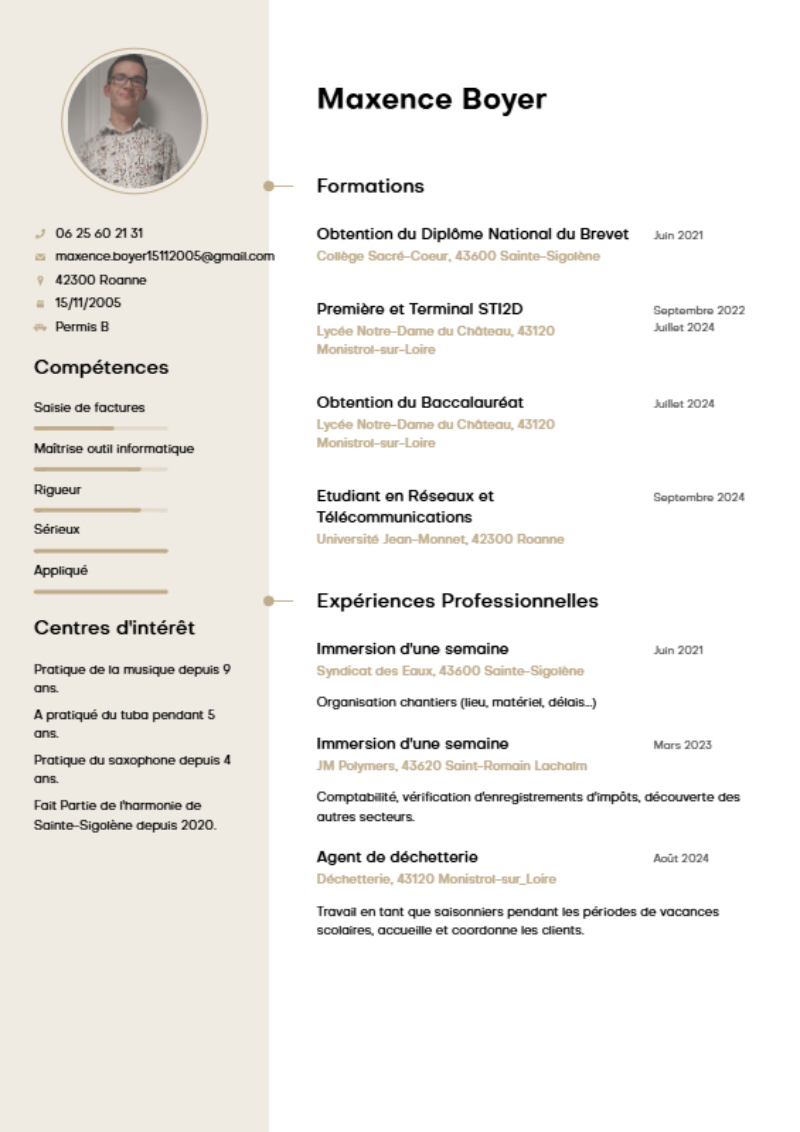 Maxence Boyer
06 25 60 21 31
maxence.boyer15112005@gmail.com
42300 Roanne
15/11/2005
Permis B
Compétences
Saisie de factures
Maîtrise outil informatique
Rigueur
Sérieux
Appliqué
Centres d'intérêt
Pratique de la musique depuis 9
ans.
A pratiqué du tuba pendant 5
ans.
Pratique du saxophone depuis 4
ans.
Fait Partie de l'harmonie de
Sainte-Sigolène depuis 2020.
Formations
Obtention du Diplôme National du Brevet Juin 2021
Collège Sacré-Coeur, 43600 Sainte-Sigolène
Première et Terminal STI2D Septembre 2022
Lycée Notre-Dame du Château, 43120 Juillet 2024
Monistrol-sur-Loire
Obtention du Baccalauréat Juillet 2024
Lycée Notre-Dame du Château, 43120
Monistrol-sur-Loire
Etudiant en Réseaux et Septembre 2024
Télécommunications
Université Jean-Monnet, 42300 Roanne
Expériences Professionnelles
Immersion d'une semaine Juin 2021
Syndicat des Eaux, 43600 Sainte-Sigolène
Organisation chantiers (lieu, matériel, délais...)
Immersion d'une semaine Mars 2023
JM Polymers, 43620 Saint-Romain Lachalm
Comptabilité, vérification d'enregistrements d'impôts, découverte des
autres secteurs.
Agent de déchetterie Août 2024
Déchetterie, 43120 Monistrol-sur_Loire
Travail en tant que saisonniers pendant les périodes de vacances
scolaires, accueille et coordonne les clients.